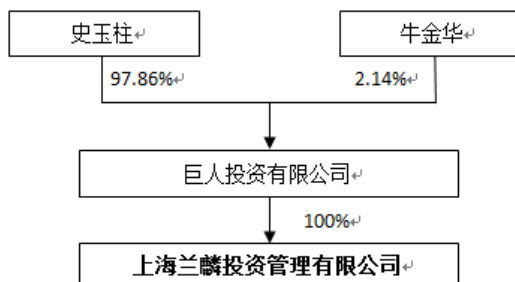 史玉柱
牛金华
97.86%
2.14%
巨人投资有限公司
100%
上海兰麟投资管理有限公司